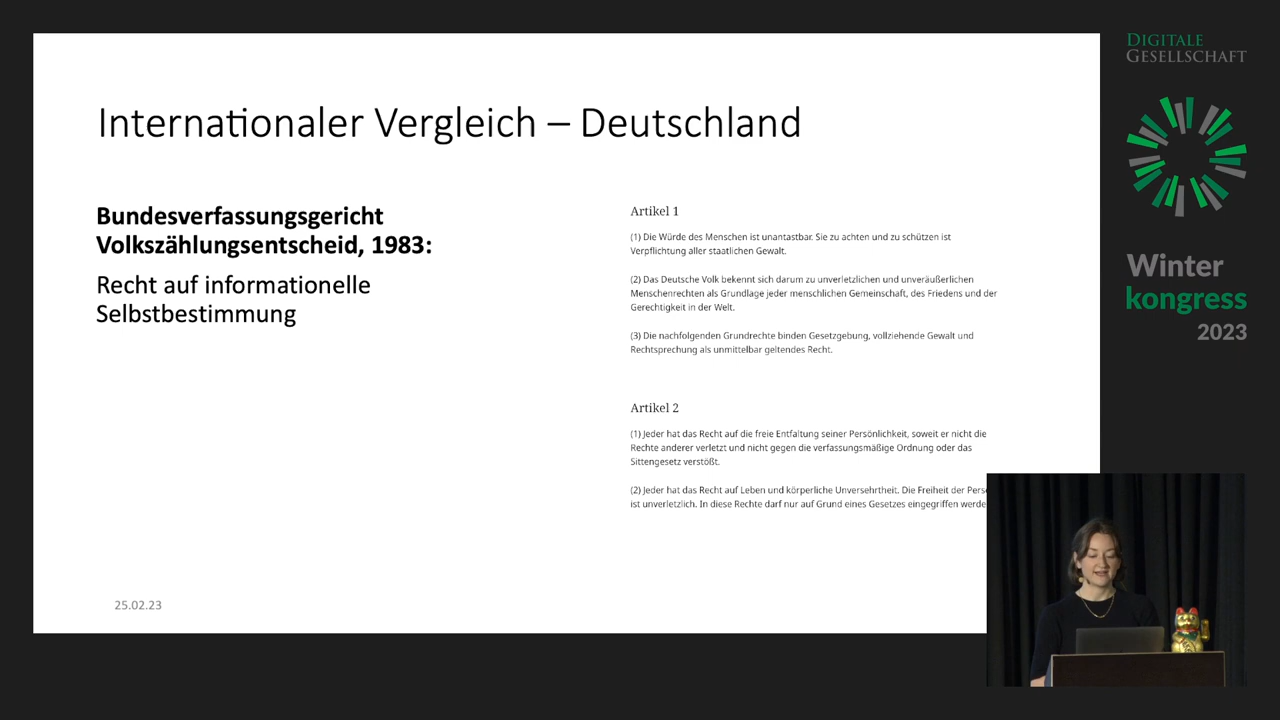 Internationaler Vergleich – Deutschland
Bundesverfassungsgericht
Volkszählungsentscheid, 1983:
Recht auf informationelle
Selbstbestimmung
Artikel 1
(1) Die Würde des Menschen ist unantastbar. Sie zu achten und zu schützen ist
Verpflichtung aller staatlichen Gewalt.
(2) Das Deutsche Volk bekennt sich darum zu unverletzlichen und unveräußerlichen
Menschenrechten als Grundlage jeder menschlichen Gemeinschaft, des Friedens und der
Gerechtigkeit in der Welt.
(3) Die nachfolgenden Grundrechte binden Gesetzgebung, vollziehende Gewalt und
Rechtsprechung als unmittelbar geltendes Recht.
Artikel 2
(1) Jeder hat das Recht auf die freie Entfaltung seiner Persönlichkeit, soweit er nicht die
Rechte anderer verletzt und nicht gegen die verfassungsmäßige Ordnung oder das
Sittengesetz verstößt.
(2) Jeder hat das Recht auf Leben und körperliche Unversehrtheit. Die Freiheit der
ist unverletzlich. In diese Rechte darf nur auf Grund eines Gesetzes eingegriffen
25.02.23
DIGITALE
GESELLSCHAFT
Winter
kongress
2023